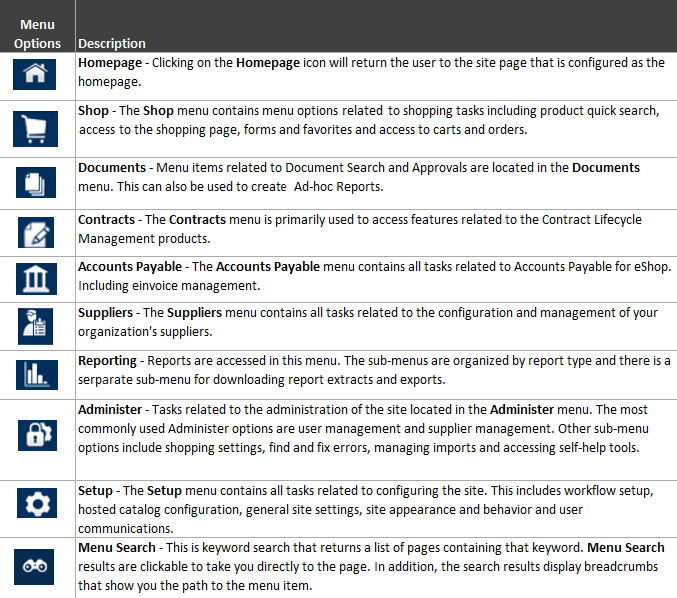 Menu
Options
Description
Homepage - Clicking on the Homepage icon will return the user to the site page that is configured as the
homepage.
Shop - The Shop menu contains menu options related to shopping tasks including product quick search,
access to the shopping page, forms and favorites and access to carts and orders.
Documents - Menu items related to Document Search and Approvals are located in the Documents
menu. This can also be used to create Ad-hoc Reports.
Contracts - The Contracts menu is primarily used to access features related to the Contract Lifecycle
Management products.
Accounts Payable - The Accounts Payable menu contains all tasks related to Accounts Payable for eShop.
Including einvoice management.
Suppliers - The Suppliers menu contains all tasks related to the configuration and management of your
organization's suppliers.
Reporting - Reports are accessed in this menu. The sub-menus are organized by report type and there is a
serparate sub-menu for downloading report extracts and exports.
Administer - Tasks related to the administration of the site located in the Administer menu. The most
commonly used Administer options are user management and supplier management. Other sub-menu
options include shopping settings, find and fix errors, managing imports and accessing self-help tools.
Setup - The Setup menu contains all tasks related to configuring the site. This includes workflow setup,
hosted catalog configuration, general site settings, site appearance and behavior and user
communications.
Menu Search - This is keyword search that returns a list of pages containing that keyword. Menu Search
results are clickable to take you directly to the page. In addition, the search results display breadcrumbs
that show you the path to the menu item.